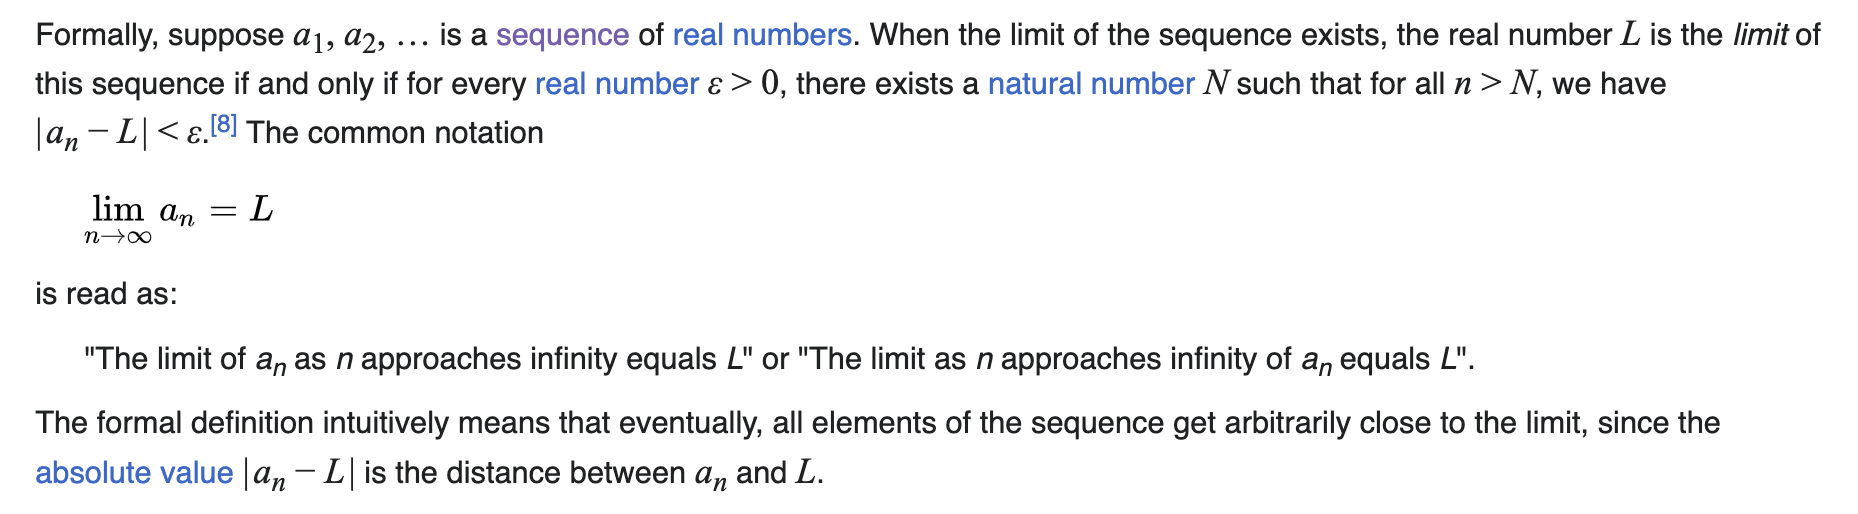 Formally, suppose a₁, a₂, … is a sequence of real numbers. When the limit of the sequence exists, the real number L is the limit of
this sequence if and only if for every real number ε > 0, there exists a natural number N such that for all n > N, we have
|aₙ − L| < ε.[8] The common notation
lim aₙ = L
n→∞
is read as:
"The limit of aₙ as n approaches infinity equals L" or "The limit as n approaches infinity of aₙ equals L".
The formal definition intuitively means that eventually, all elements of the sequence get arbitrarily close to the limit, since the
absolute value |aₙ − L| is the distance between aₙ and L.